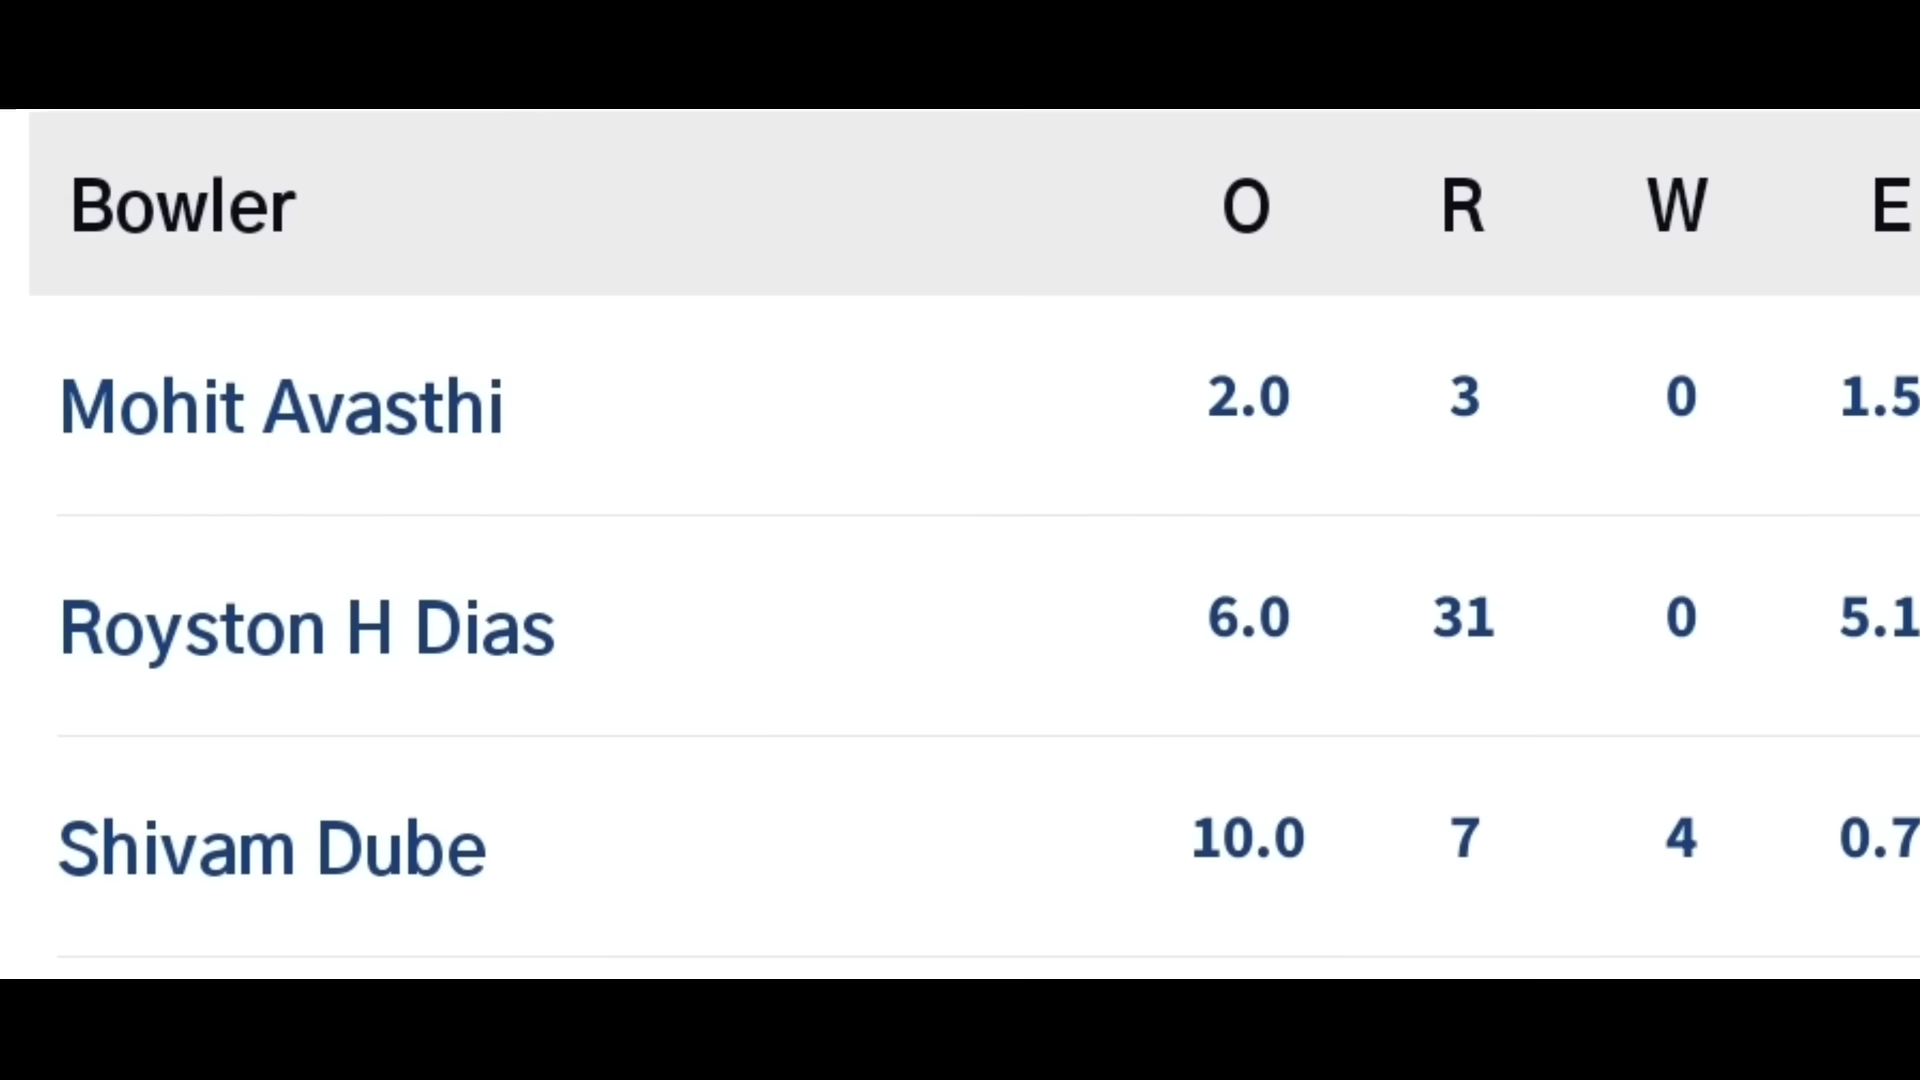 Bowler O R W E
Mohit Avasthi 2.0 3 0 1.5
Royston H Dias 6.0 31 0 5.1
Shivam Dube 10.0 7 4 0.7